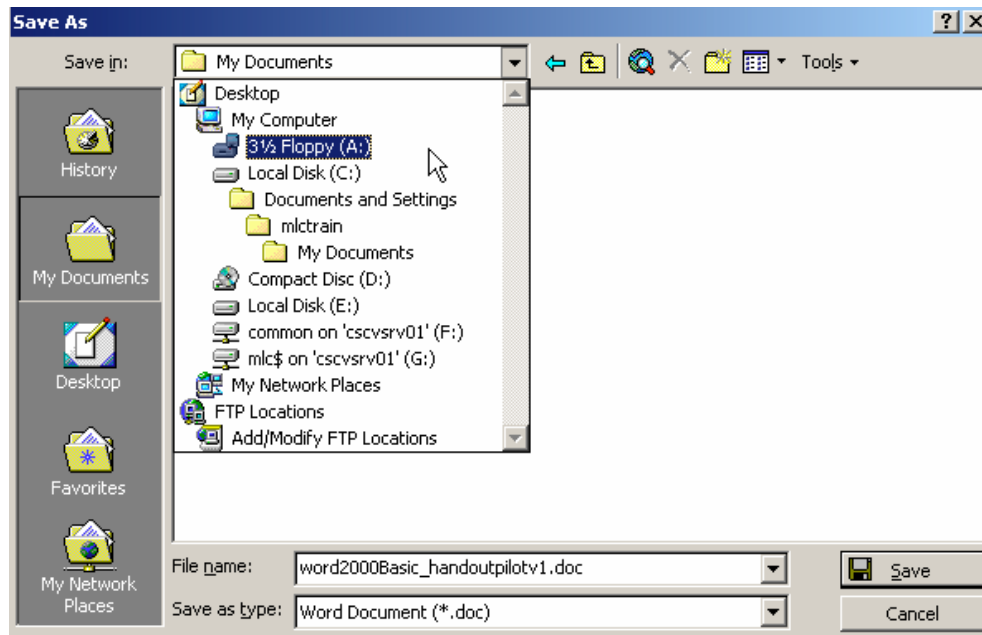 Save As
Save in:
My Documents
Tools
Desktop
My Computer
3½ Floppy (A:)
Local Disk (C:)
Documents and Settings
mlctrain
My Documents
Compact Disc (D:)
Local Disk (E:)
common on 'cscvsrv01' (F:)
mlc$ on 'cscvsrv01' (G:)
My Network Places
FTP Locations
Add/Modify FTP Locations
History
My Documents
Desktop
Favorites
My Network
Places
File name:
word2000Basic_handoutpilotv1.doc
Save
Save as type:
Word Document (*.doc)
Cancel